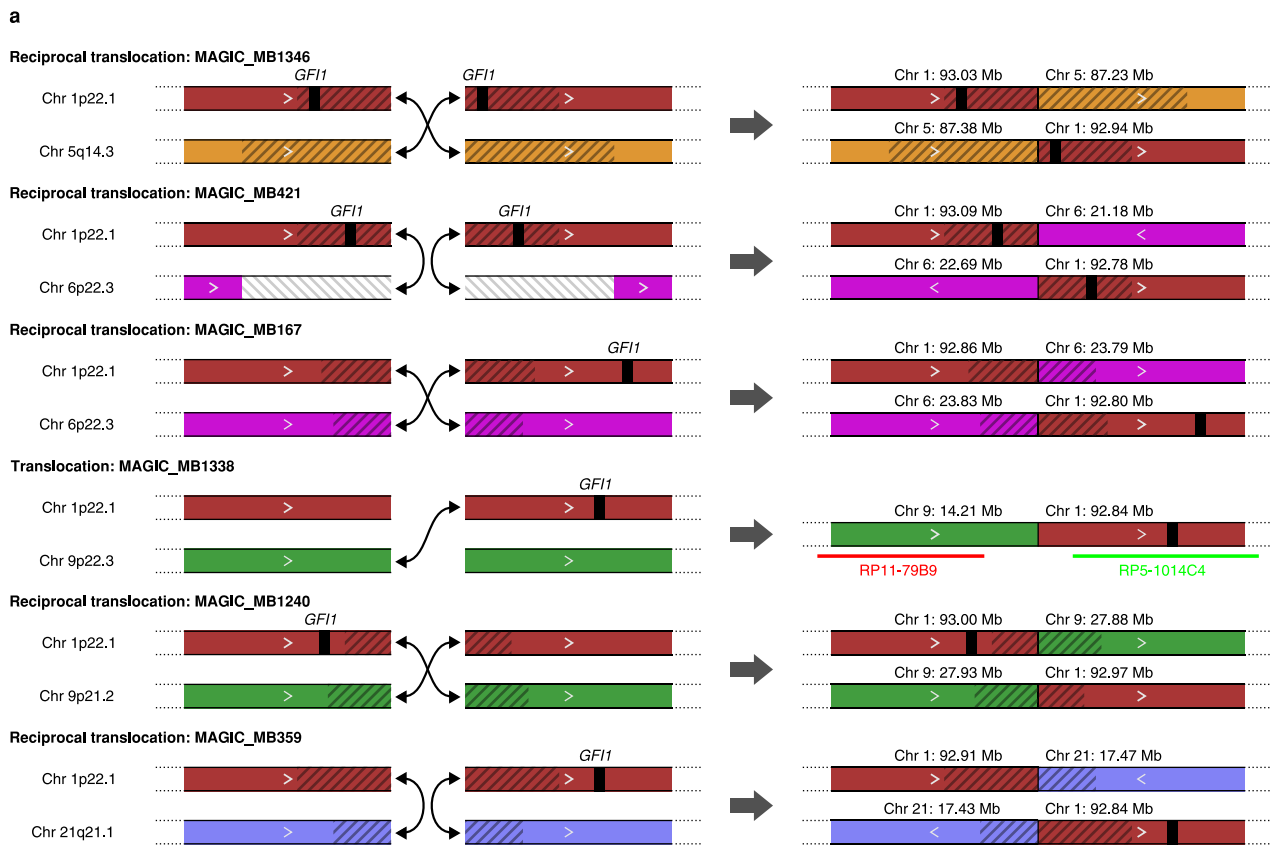 a
Reciprocal translocation: MAGIC_MB1346
GFI1 GFI1 Chr 1: 93.03 Mb Chr 5: 87.23 Mb
Chr 1p22.1
Chr 5: 87.38 Mb Chr 1: 92.94 Mb
Chr 5q14.3
Reciprocal translocation: MAGIC_MB421
GFI1 GFI1 Chr 1: 93.09 Mb Chr 6: 21.18 Mb
Chr 1p22.1
Chr 6: 22.69 Mb Chr 1: 92.78 Mb
Chr 6p22.3
Reciprocal translocation: MAGIC_MB167
GFI1 Chr 1: 92.86 Mb Chr 6: 23.79 Mb
Chr 1p22.1
Chr 6: 23.83 Mb Chr 1: 92.80 Mb
Chr 6p22.3
Translocation: MAGIC_MB1338
GFI1
Chr 1p22.1
Chr 9: 14.21 Mb Chr 1: 92.84 Mb
Chr 9p22.3
RP11-79B9 RP5-1014C4
Reciprocal translocation: MAGIC_MB1240
GFI1 Chr 1: 93.00 Mb Chr 9: 27.88 Mb
Chr 1p22.1
Chr 9: 27.93 Mb Chr 1: 92.97 Mb
Chr 9p21.2
Reciprocal translocation: MAGIC_MB359
GFI1 Chr 1: 92.91 Mb Chr 21: 17.47 Mb
Chr 1p22.1
Chr 21: 17.43 Mb Chr 1: 92.84 Mb
Chr 21q21.1